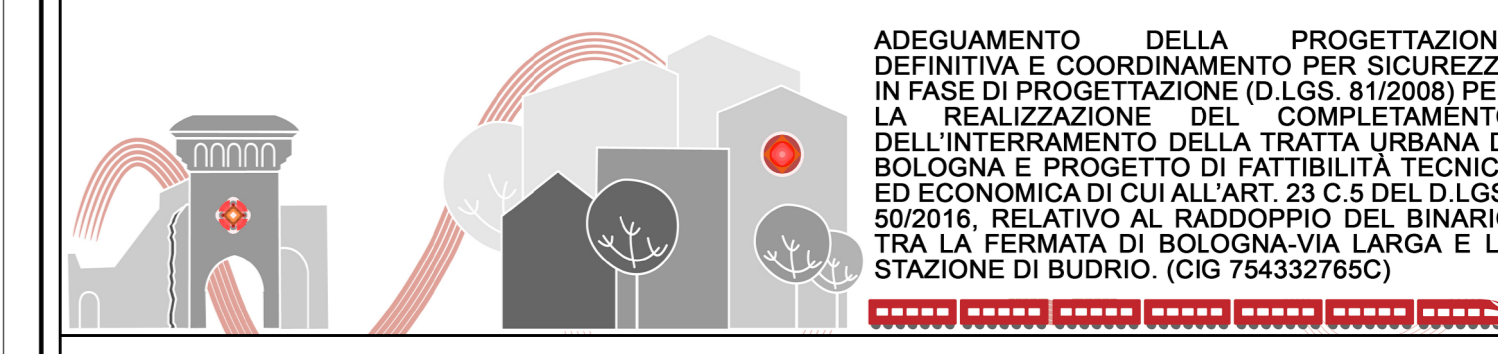 ADEGUAMENTO DELLA PROGETTAZION
DEFINITIVA E COORDINAMENTO PER SICUREZZ
IN FASE DI PROGETTAZIONE (D.LGS. 81/2008) PE
LA REALIZZAZIONE DEL COMPLETAMENTO
DELL'INTERRAMENTO DELLA TRATTA URBANA D
BOLOGNA E PROGETTO DI FATTIBILITÀ TECNIC
ED ECONOMICA DI CUI ALL'ART. 23 C.5 DEL D.LGS
50/2016, RELATIVO AL RADDOPPIO DEL BINARIO
TRA LA FERMATA DI BOLOGNA-VIA LARGA E L
STAZIONE DI BUDRIO. (CIG 754332765C)